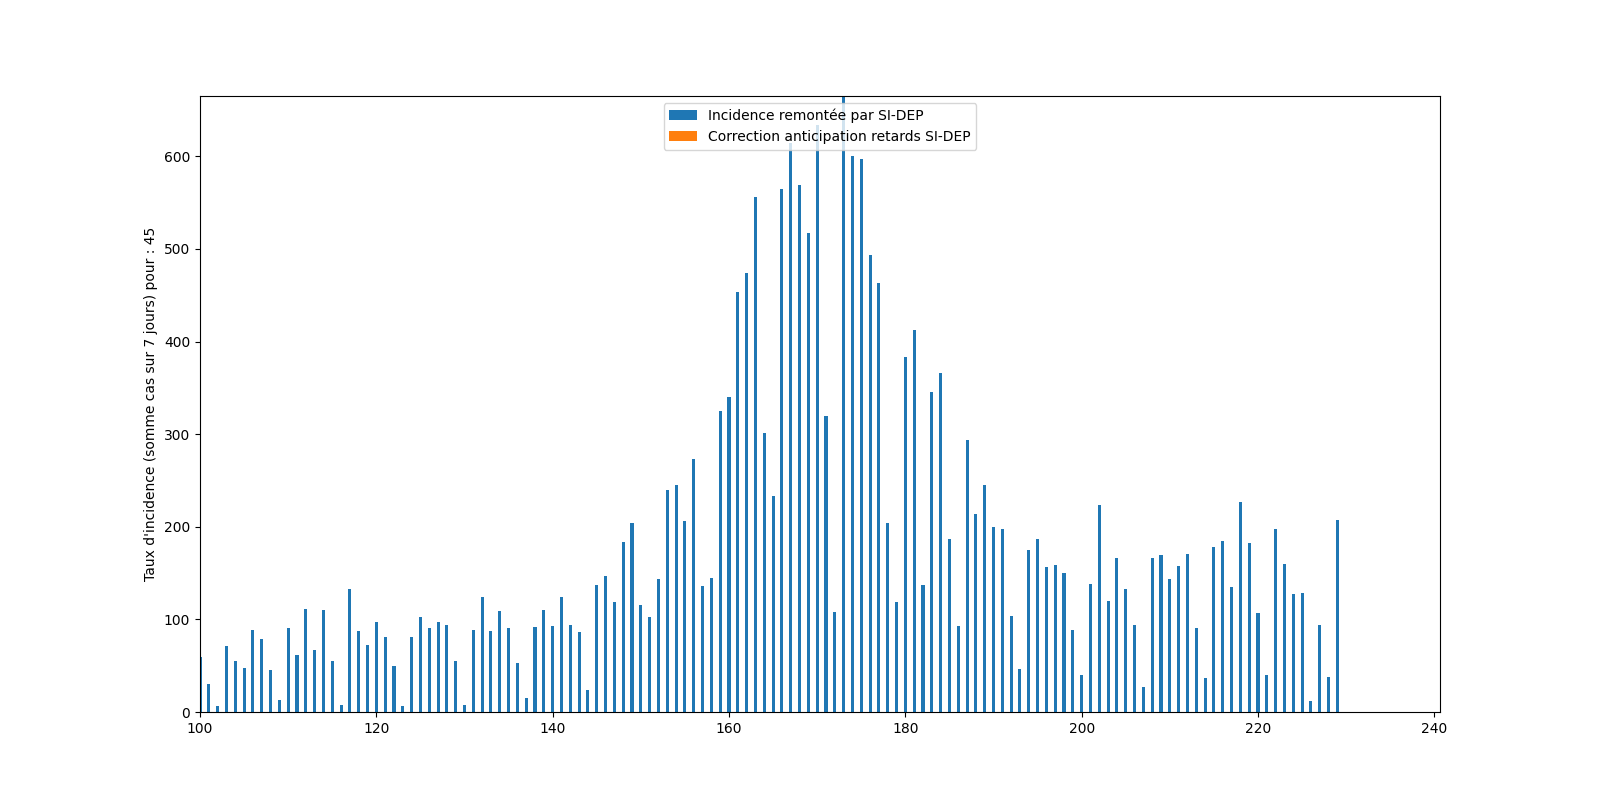 Incidence remontée par SI-DEP
Correction anticipation retards SI-DEP
Taux d'incidence (somme cas sur 7 jours) pour : 45
600
500
400
300
200
100
0
100 120 140 160 180 200 220 240